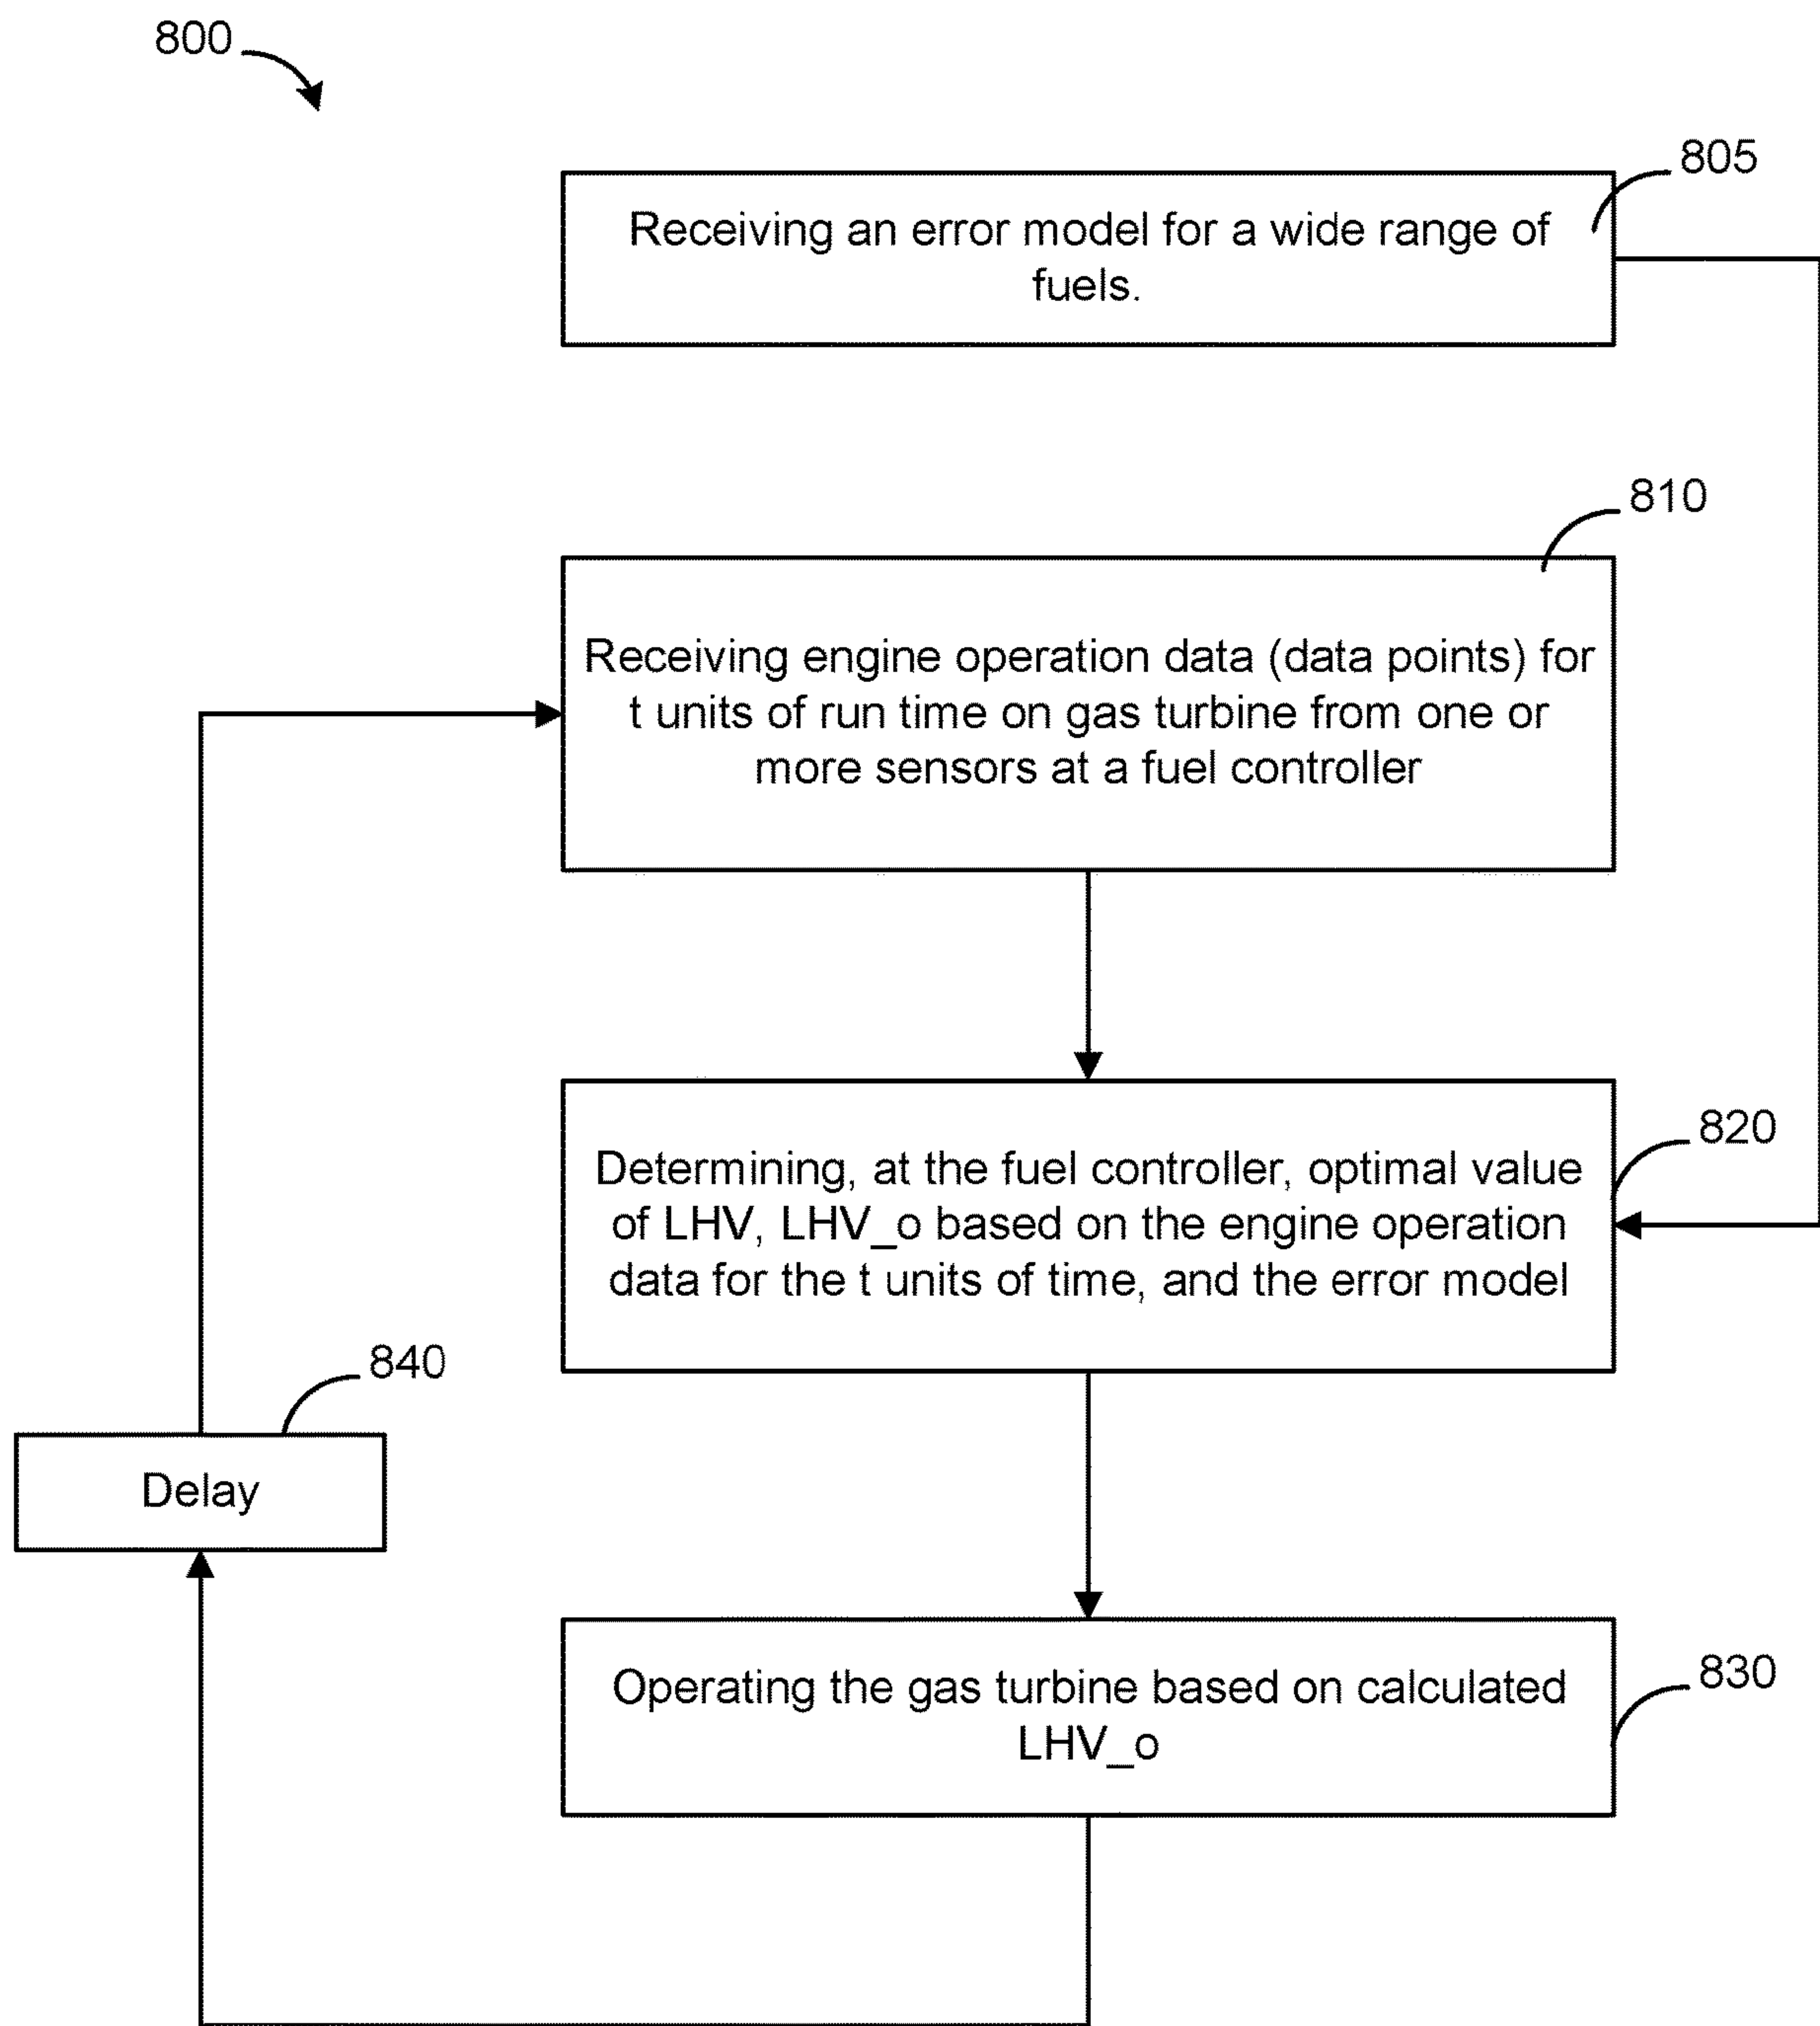 800
805
Receiving an error model for a wide range of
fuels.
810
Receiving engine operation data (data points) for
t units of run time on gas turbine from one or
more sensors at a fuel controller
820
Determining, at the fuel controller, optimal value
of LHV, LHV_o based on the engine operation
data for the t units of time, and the error model
840
Delay
830
Operating the gas turbine based on calculated
LHV_o